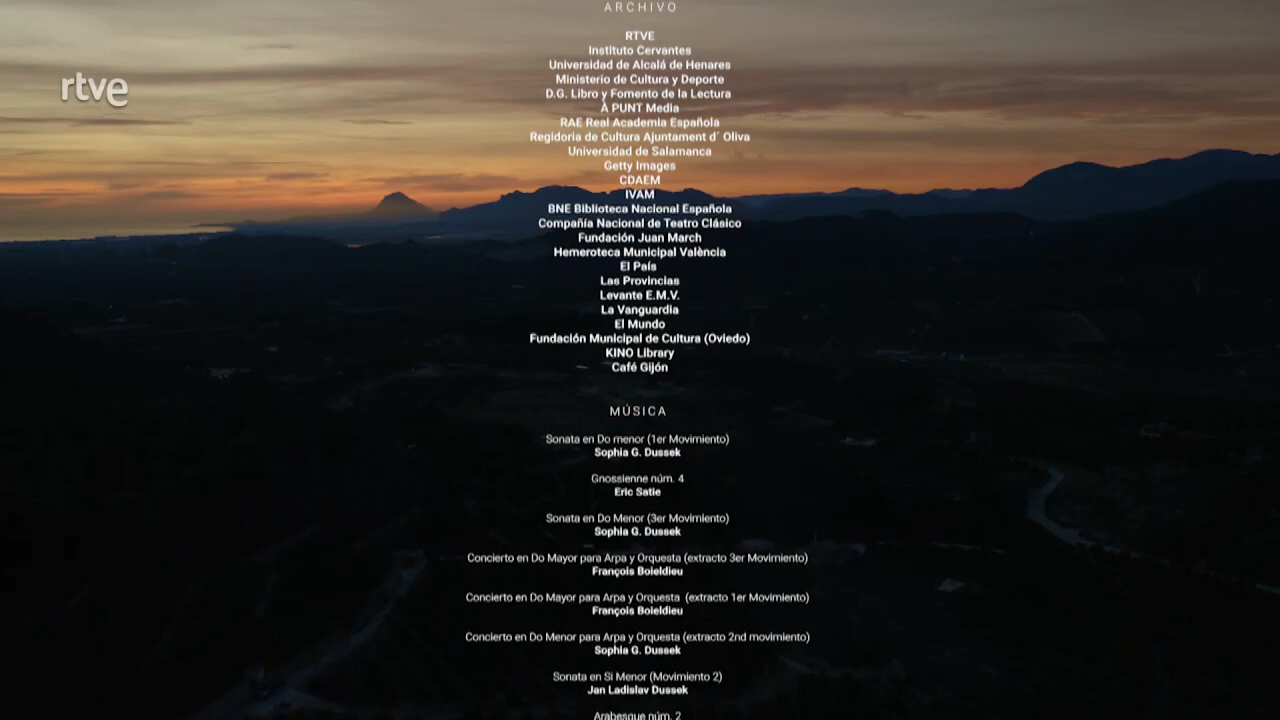 ARCHIVO
rtve
RTVE
Instituto Cervantes
Universidad de Alcalá de Henares
Ministerio de Cultura y Deporte
D.G. Libro y Fomento de la Lectura
À PUNT Media
RAE Real Academia Española
Regidoria de Cultura Ajuntament d´ Oliva
Universidad de Salamanca
Getty Images
CDAEM
IVAM
BNE Biblioteca Nacional Española
Compañía Nacional de Teatro Clásico
Fundación Juan March
Hemeroteca Municipal València
El País
Las Provincias
Levante E.M.V.
La Vanguardia
El Mundo
Fundación Municipal de Cultura (Oviedo)
KINO Library
Café Gijón
MÚSICA
Sonata en Do menor (1er Movimiento)
Sophia G. Dussek
Gnossienne núm. 4
Eric Satie
Sonata en Do Menor (3er Movimiento)
Sophia G. Dussek
Concierto en Do Mayor para Arpa y Orquesta (extracto 3er Movimiento)
François Boieldieu
Concierto en Do Mayor para Arpa y Orquesta (extracto 1er Movimiento)
François Boieldieu
Concierto en Do Menor para Arpa y Orquesta (extracto 2nd movimiento)
Sophia G. Dussek
Sonata en Si Menor (Movimiento 2)
Jan Ladislav Dussek
Arabesque núm. 2